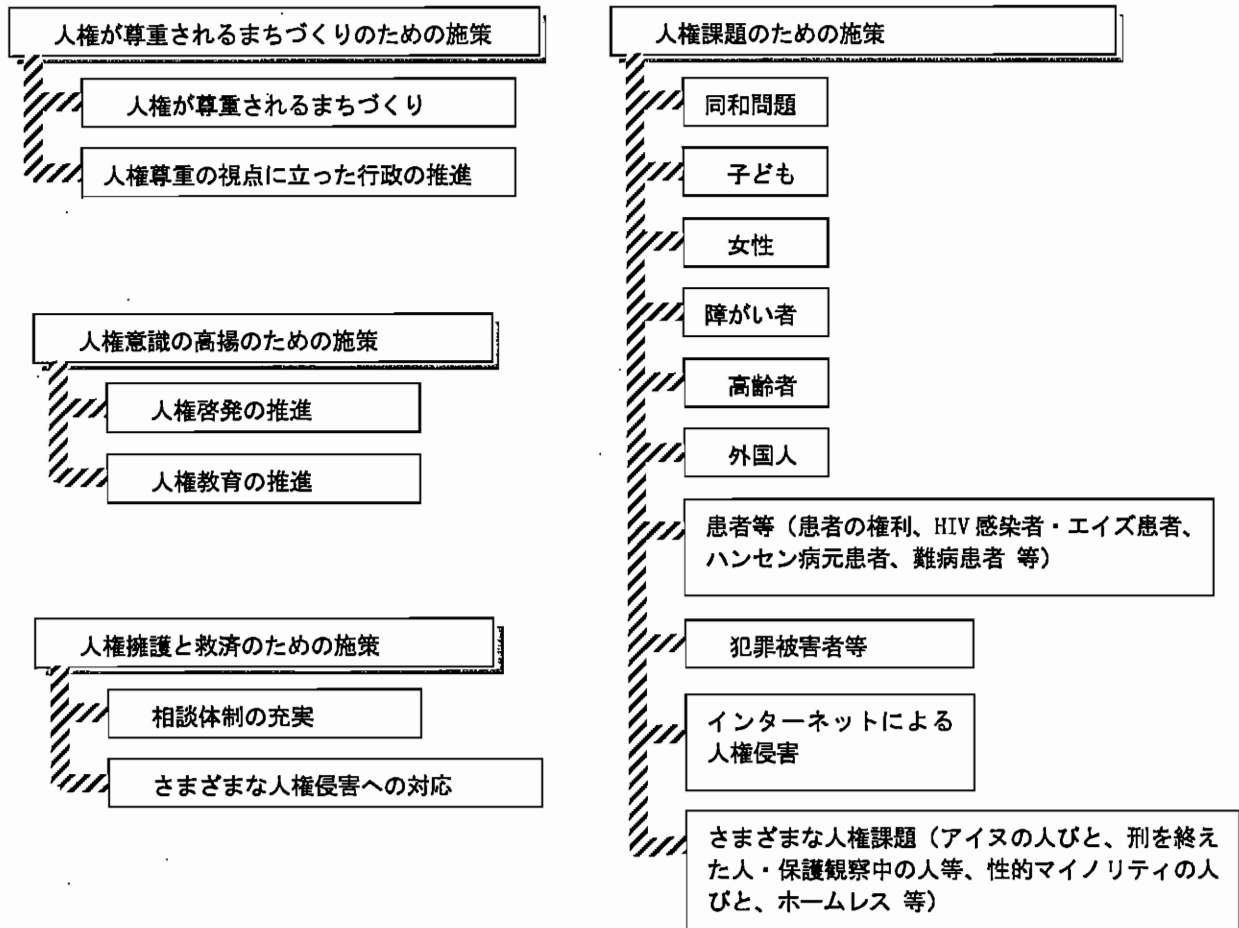 人権が尊重されるまちづくりのための施策
人権が尊重されるまちづくり
人権尊重の視点に立った行政の推進
人権意識の高揚のための施策
人権啓発の推進
人権教育の推進
人権擁護と救済のための施策
相談体制の充実
さまざまな人権侵害への対応
人権課題のための施策
同和問題
子ども
女性
障がい者
高齢者
外国人
患者等（患者の権利、HIV 感染者・エイズ患者、
ハンセン病元患者、難病患者 等）
犯罪被害者等
インターネットによる
人権侵害
さまざまな人権課題（アイヌの人びと、刑を終え
た人・保護観察中の人等、性的マイノリティの人
びと、ホームレス 等）